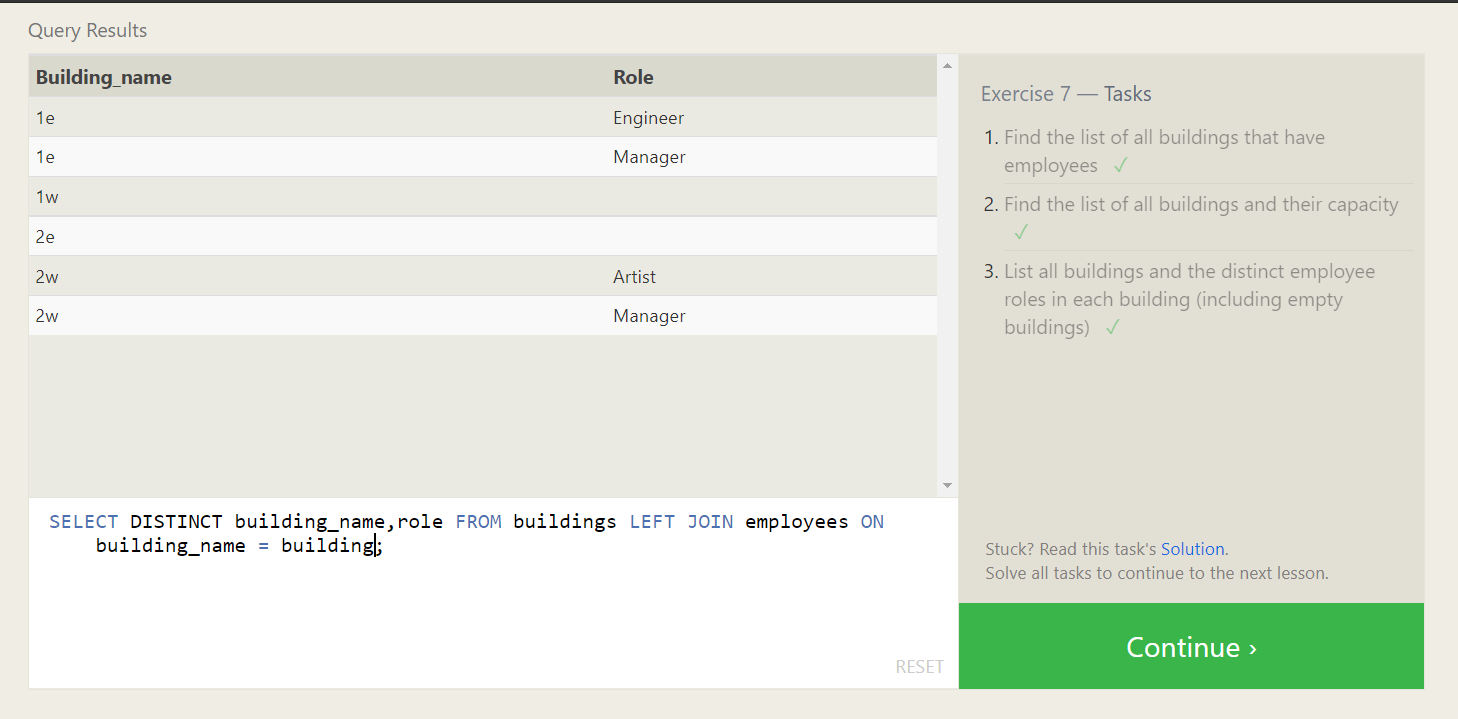 Query Results
Building_name Role
1e Engineer
1e Manager
1w
2e
2w Artist
2w Manager
SELECT DISTINCT building_name,role FROM buildings LEFT JOIN employees ON
building_name = building;
RESET
Exercise 7 — Tasks
1. Find the list of all buildings that have
employees ✓
2. Find the list of all buildings and their capacity
✓
3. List all buildings and the distinct employee
roles in each building (including empty
buildings) ✓
Stuck? Read this task's Solution.
Solve all tasks to continue to the next lesson.
Continue ›